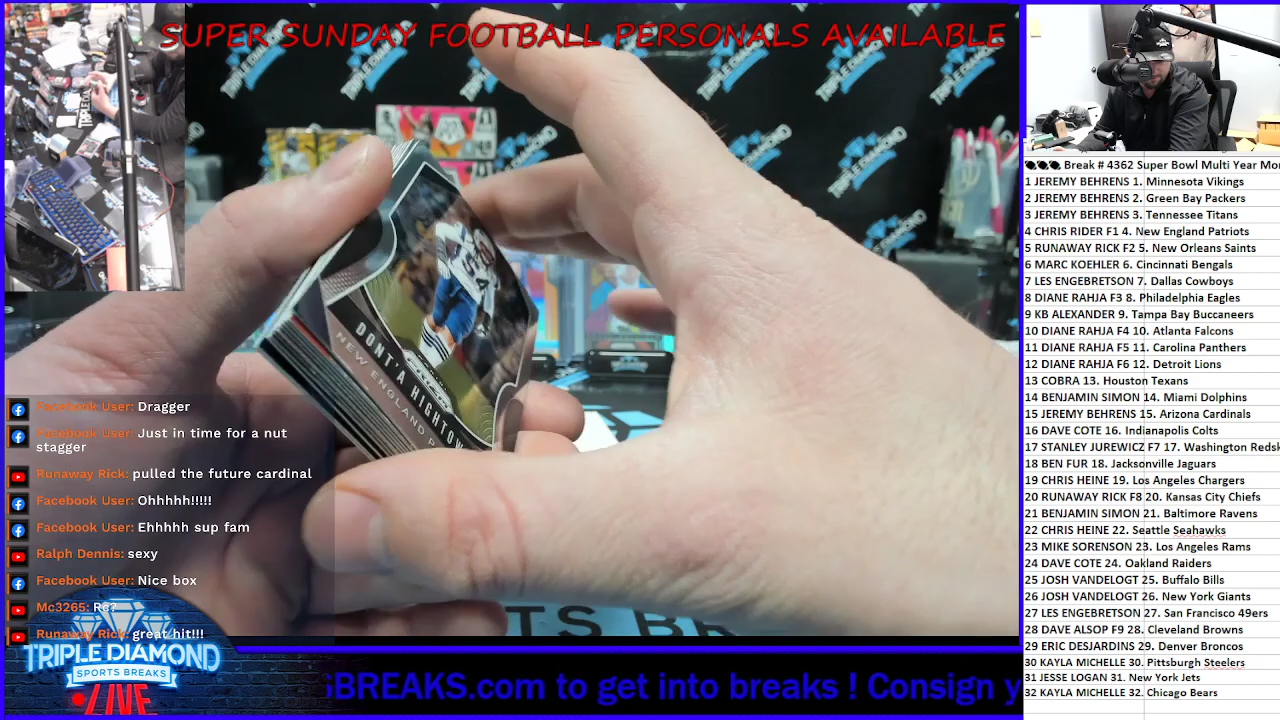 SUPER SUNDAY FOOTBALL PERSONALS AVAILABLE
TRIPLE DIAMOND
DONT'A HIGHTOW
NEW ENGLAND P
Facebook User: Dragger
Facebook User: Just in time for a nut
stagger
Runaway Rick: pulled the future cardinal
Facebook User: Ohhhhh!!!!!
Facebook User: Ehhhhh sup fam
Ralph Dennis: sexy
Facebook User: Nice box
Mc3265: Rc?
Runaway Rick: great hit!!!
TRIPLE DIAMOND
SPORTS BREAKS
LIVE
TS BR
BREAKS.com to get into breaks ! Consign y
Break # 4362 Super Bowl Multi Year Mo
1 JEREMY BEHRENS 1. Minnesota Vikings
2 JEREMY BEHRENS 2. Green Bay Packers
3 JEREMY BEHRENS 3. Tennessee Titans
4 CHRIS RIDER F1 4. New England Patriots
5 RUNAWAY RICK F2 5. New Orleans Saints
6 MARC KOEHLER 6. Cincinnati Bengals
7 LES ENGEBRETSON 7. Dallas Cowboys
8 DIANE RAHJA F3 8. Philadelphia Eagles
9 KB ALEXANDER 9. Tampa Bay Buccaneers
10 DIANE RAHJA F4 10. Atlanta Falcons
11 DIANE RAHJA F5 11. Carolina Panthers
12 DIANE RAHJA F6 12. Detroit Lions
13 COBRA 13. Houston Texans
14 BENJAMIN SIMON 14. Miami Dolphins
15 JEREMY BEHRENS 15. Arizona Cardinals
16 DAVE COTE 16. Indianapolis Colts
17 STANLEY JUREWICZ F7 17. Washington Redsk
18 BEN FUR 18. Jacksonville Jaguars
19 CHRIS HEINE 19. Los Angeles Chargers
20 RUNAWAY RICK F8 20. Kansas City Chiefs
21 BENJAMIN SIMON 21. Baltimore Ravens
22 CHRIS HEINE 22. Seattle Seahawks
23 MIKE SORENSON 23. Los Angeles Rams
24 DAVE COTE 24. Oakland Raiders
25 JOSH VANDELOGT 25. Buffalo Bills
26 JOSH VANDELOGT 26. New York Giants
27 LES ENGEBRETSON 27. San Francisco 49ers
28 DAVE ALSOP F9 28. Cleveland Browns
29 BEN FUR 29. Denver Broncos
30 KAYLA MICHELLE 30. Pittsburgh Steelers
31 JESSE LOGAN 31. New York Jets
32 KAYLA MICHELLE 32. Chicago Bears